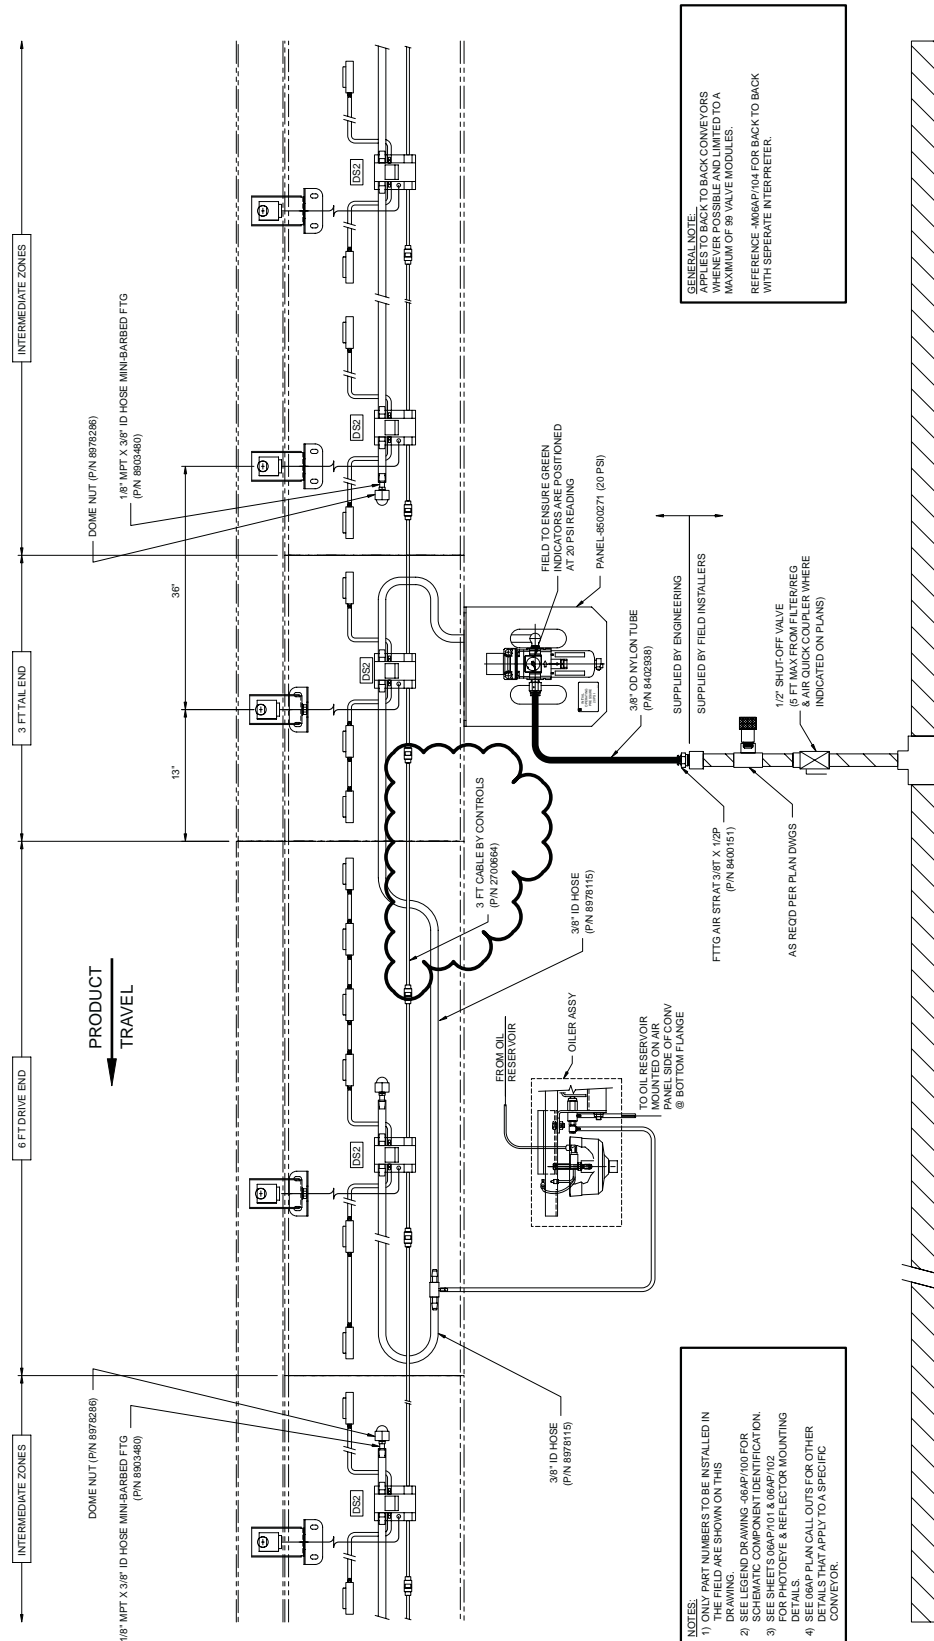 INTERMEDIATE ZONES
6 FT DRIVE END
3 FT TAIL END
INTERMEDIATE ZONES
DOME NUT (P/N 8978286)
1/8" MPT X 3/8" ID HOSE MINI-BARBED FTG
(P/N 8903480)
PRODUCT
TRAVEL
13"
36"
DOME NUT (P/N 8978286)
1/8" MPT X 3/8" ID HOSE MINI-BARBED FTG
(P/N 8903480)
DS2
DS2
DS2
DS2
DS2
3/8" ID HOSE
(P/N 8978115)
FROM OIL
RESERVOIR
OILER ASSY
TO OIL RESERVOIR
MOUNTED ON AIR
PANEL SIDE OF CONV
@ BOTTOM FLANGE
3 FT CABLE BY CONTROLS
(P/N 2700664)
3/8" ID HOSE
(P/N 8978115)
FIELD TO ENSURE GREEN
INDICATORS ARE POSITIONED
AT 20 PSI READING
PANEL-8500271 (20 PSI)
3/8" OD NYLON TUBE
(P/N 8402938)
SUPPLIED BY ENGINEERING
SUPPLIED BY FIELD INSTALLERS
FTTG AIR STRAT 3/8T X 1/2P
(P/N 8400151)
AS REQ'D PER PLAN DWGS
1/2" SHUT-OFF VALVE
(5 FT MAX FROM FILTER/REG
& AIR QUICK COUPLER WHERE
INDICATED ON PLANS)
NOTES:
1) ONLY PART NUMBERS TO BE INSTALLED IN
THE FIELD ARE SHOWN ON THIS
DRAWING.
2) SEE LEGEND DRAWING -06AP/100 FOR
SCHEMATIC COMPONENT IDENTIFICATION.
3) SEE SHEETS 06AP/101 & 06AP/102
FOR PHOTOEYE & REFLECTOR MOUNTING
DETAILS.
4) SEE 06AP PLAN CALL OUTS FOR OTHER
DETAILS THAT APPLY TO A SPECIFIC
CONVEYOR.
GENERAL NOTE:
APPLIES TO BACK TO BACK CONVEYORS
WHENEVER POSSIBLE AND LIMITED TO A
MAXIMUM OF 99 VALVE MODULES.
REFERENCE -M06AP/104 FOR BACK TO BACK
WITH SEPERATE INTERPRETER.